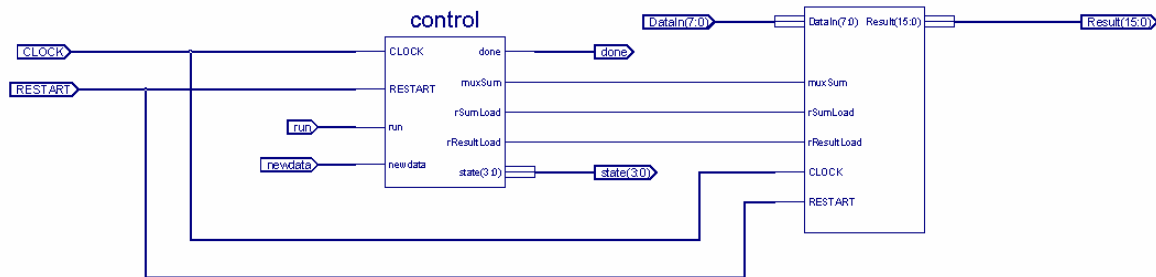 control
CLOCK
RESTART
run
newdata
CLOCK
RESTART
run
newdata
done
muxSum
rSumLoad
rResultLoad
state(3:0)
done
state(3:0)
DataIn(7:0)
DataIn(7:0) Result(15:0)
muxSum
rSumLoad
rResultLoad
CLOCK
RESTART
Result(15:0)